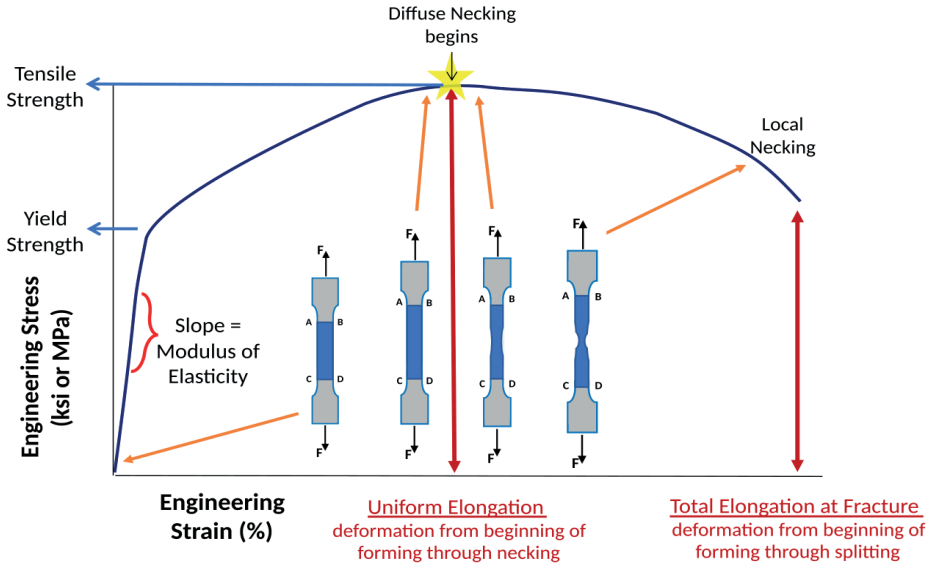 Diffuse Necking
begins
Tensile
Strength
Local
Necking
Yield
Strength
F F F F
A B A B A B A B
Engineering Stress
(ksi or MPa)
Slope =
Modulus of
Elasticity
C D C D C D C D
F F F F
Engineering
Strain (%)
Uniform Elongation
deformation from beginning of
forming through necking
Total Elongation at Fracture
deformation from beginning of
forming through splitting